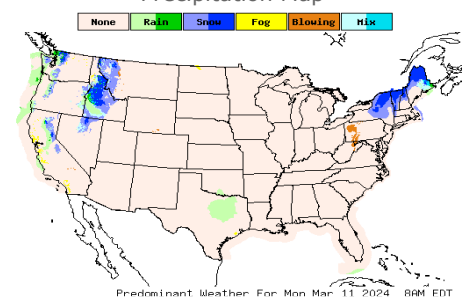 Precipitation Map
None Rain Snow Fog Blowing Mix
Predominant Weather For Mon Mar 11 2024 8AM EDT